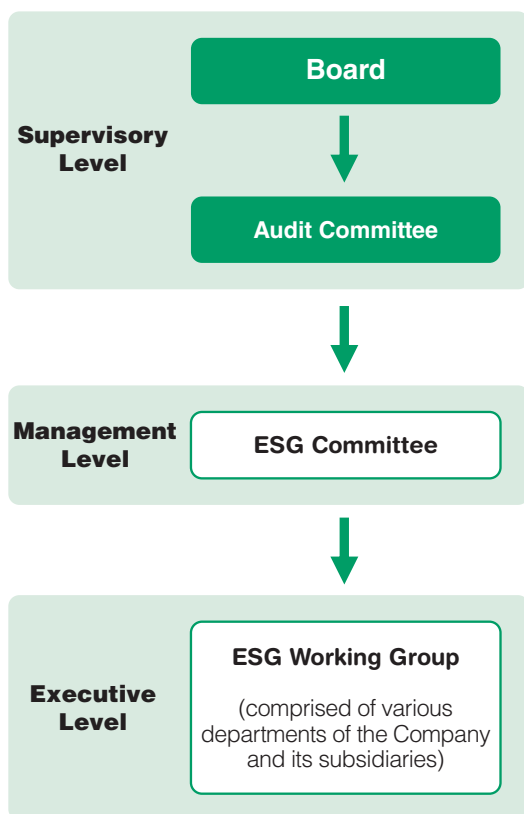 Board
Supervisory
Level
Audit Committee
Management
Level
ESG Committee
ESG Working Group
Executive
Level
(comprised of various
departments of the Company
and its subsidiaries)